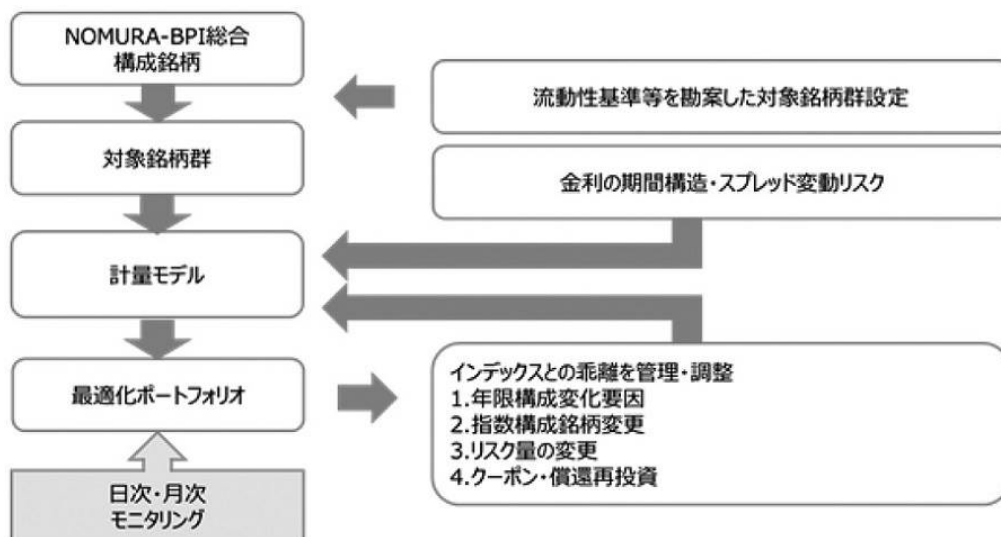 NOMURA-BPI総合
構成銘柄
流動性基準等を勘案した対象銘柄群設定
対象銘柄群
金利の期間構造・スプレッド変動リスク
計量モデル
最適化ポートフォリオ
インデックスとの乖離を管理・調整
1.年限構成変化要因
2.指数構成銘柄変更
3.リスク量の変更
4.クーポン・償還再投資
日次・月次
モニタリング